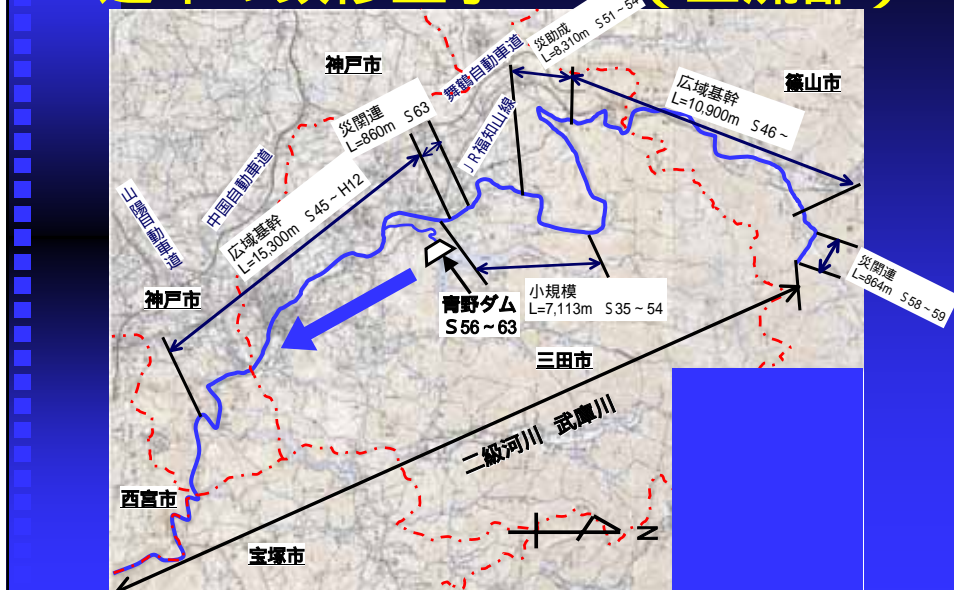 （上流部）
災助成
L=8,310m S51～54
神戸市
舞鶴自動車道
広域基幹
L=10,900m S46～
篠山市
災関連
L=860m S63
ＪＲ福知山線
中国自動車道
山陽自動車道
広域基幹
L=15,300m S45～H12
神戸市
青野ダム
Ｓ56～63
小規模
L=7,113m S35～54
災関連
L=864m S58～59
三田市
二級河川 武庫川
西宮市
宝塚市
N